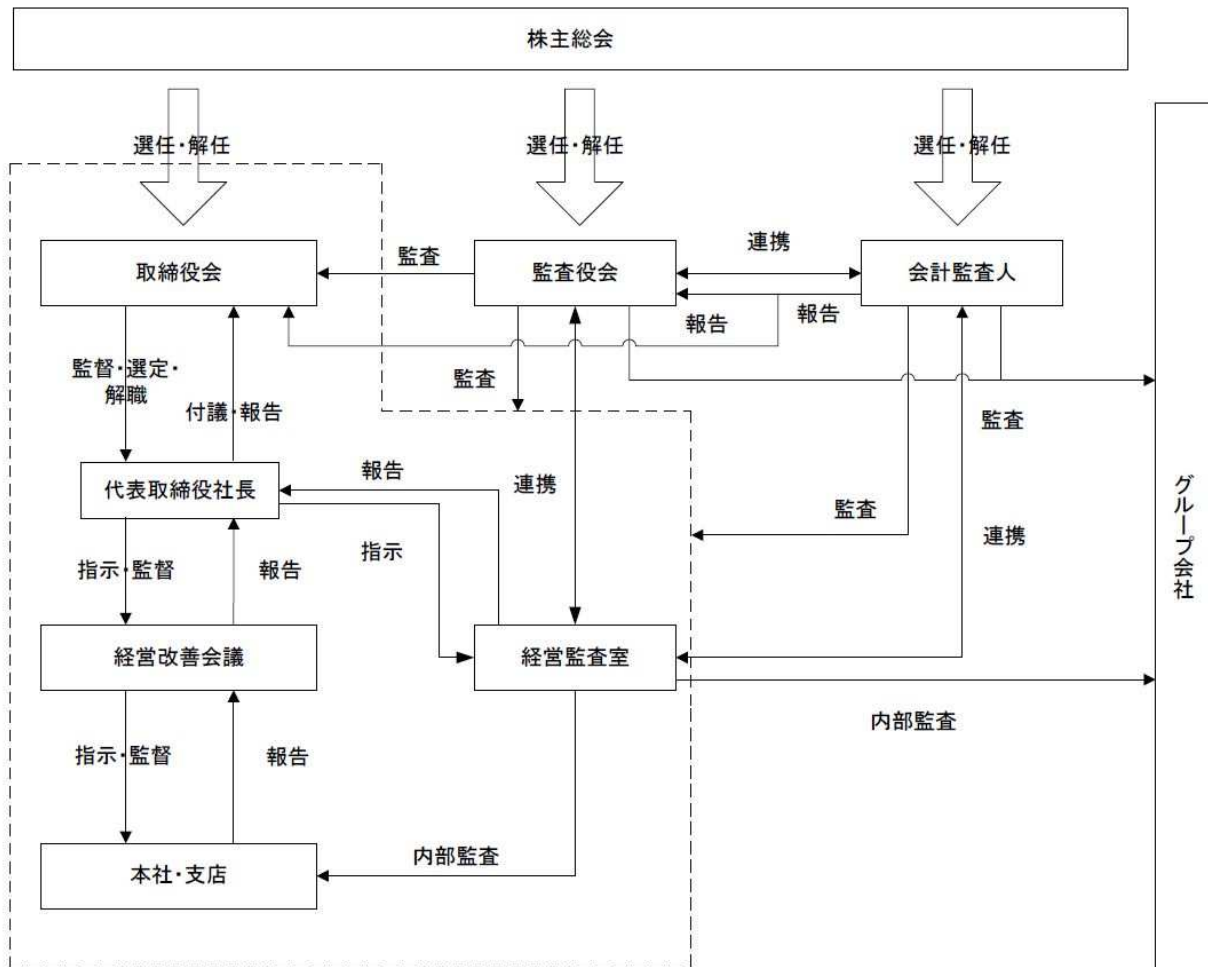 株主総会
選任・解任
選任・解任
選任・解任
取締役会
監査
監査役会
連携
会計監査人
報告
報告
監督・選定・
解職
付議・報告
監査
監査
代表取締役社長
報告
連携
監査
指示
連携
グループ会社
指示・監督
報告
経営改善会議
経営監査室
内部監査
指示・監督
報告
本社・支店
内部監査